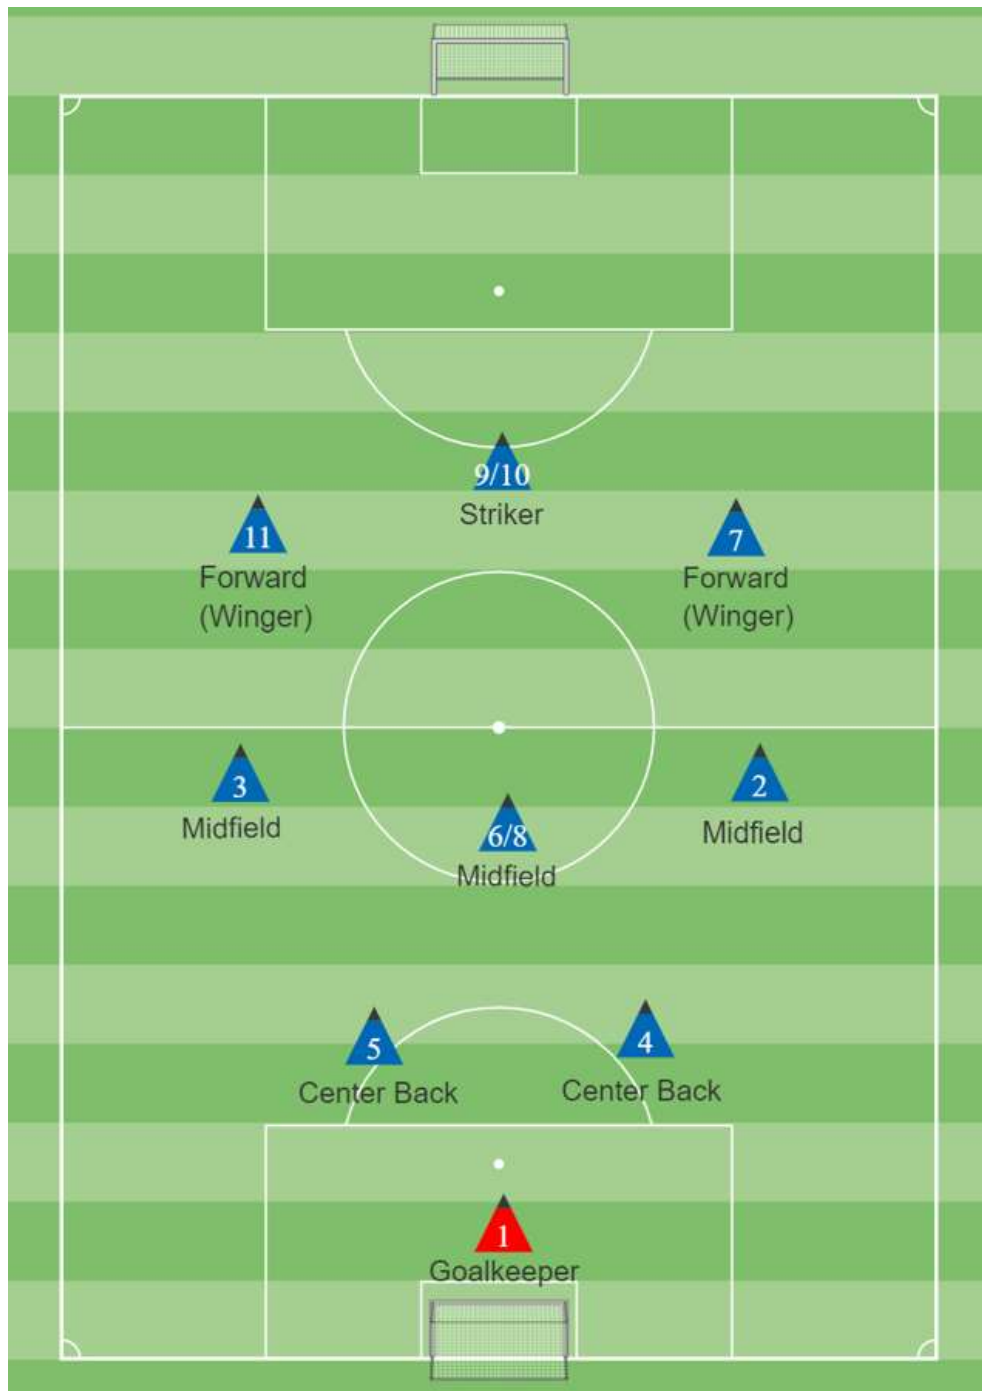 9/10
Striker
11
7
Forward
(Winger)
Forward
(Winger)
3
2
Midfield
Midfield
6/8
Midfield
5
4
Center Back
Center Back
1
Goalkeeper